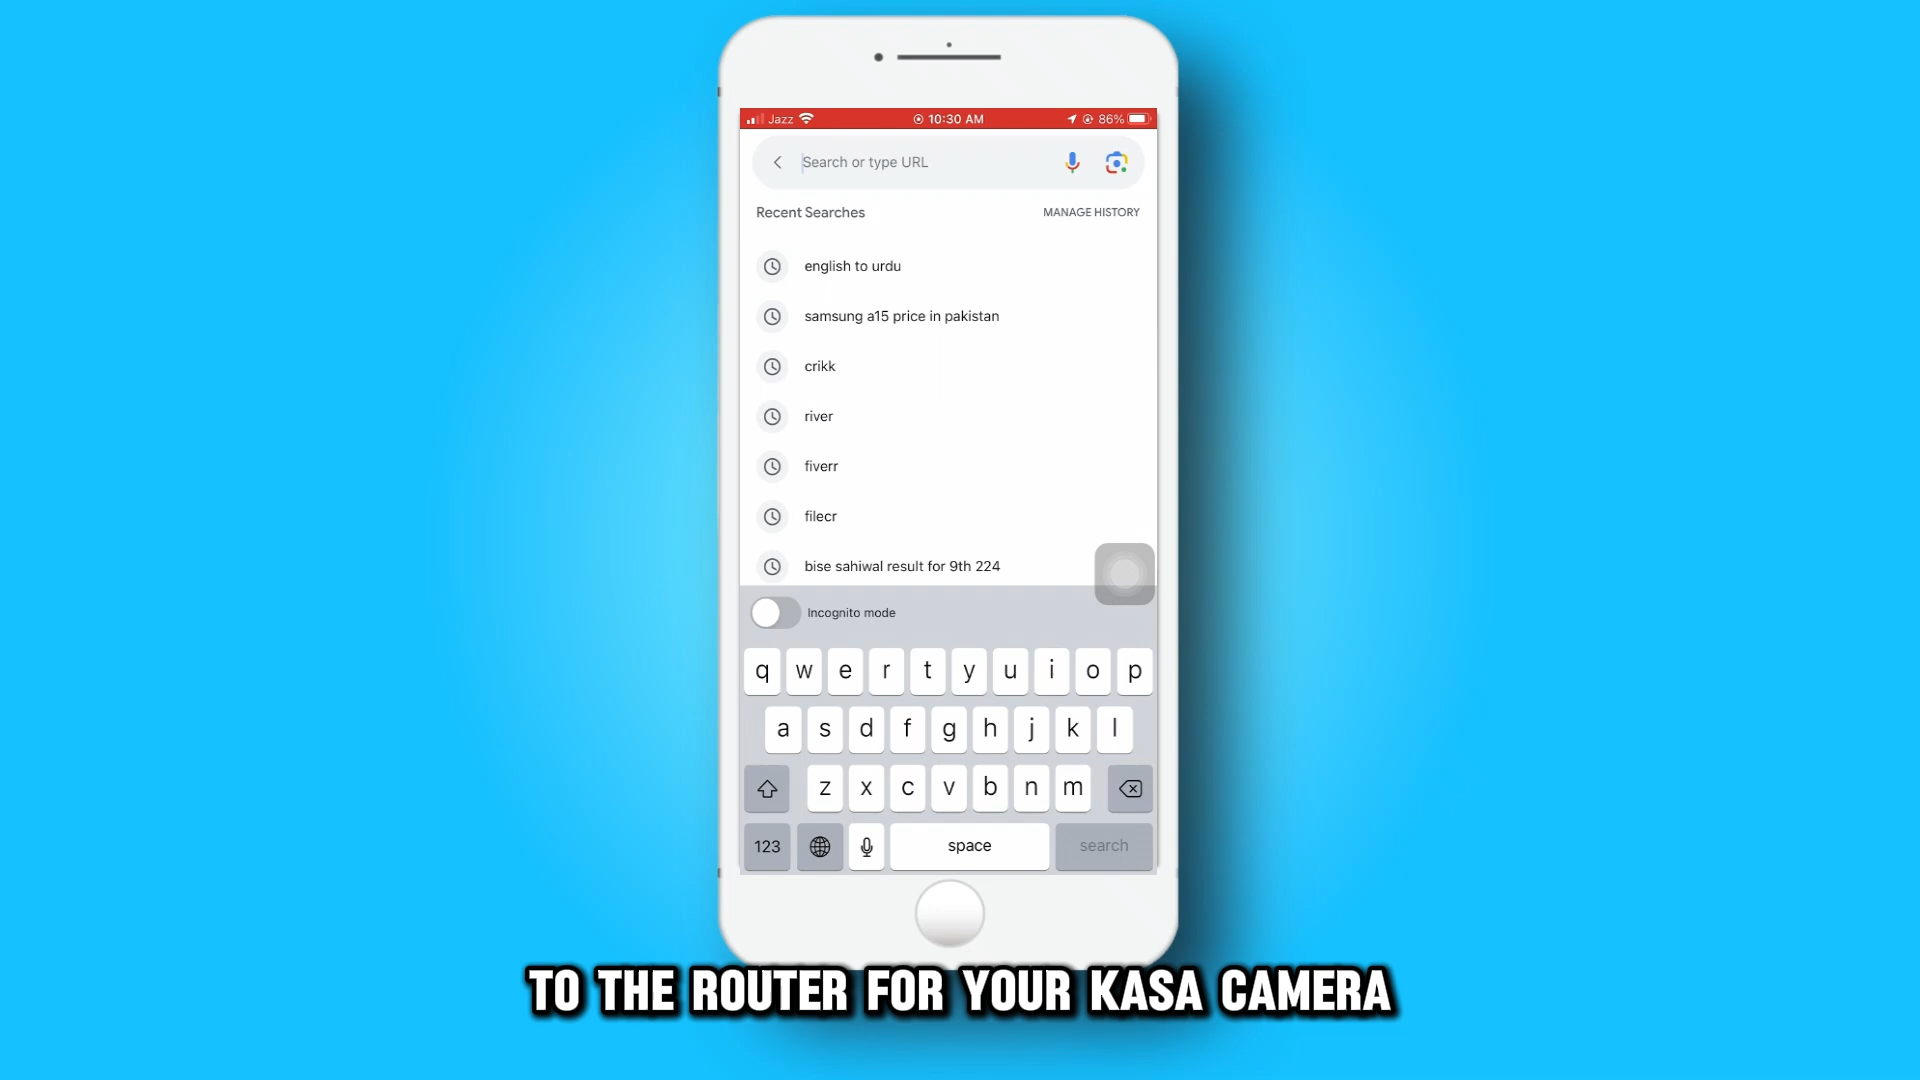 Jazz 10:30 AM 86%
Search or type URL
Recent Searches MANAGE HISTORY
english to urdu
samsung a15 price in pakistan
crikk
river
fiverr
filecr
bise sahiwal result for 9th 224
Incognito mode
q w e r t y u i o p
a s d f g h j k l
z x c v b n m
123 space search
TO THE ROUTER FOR YOUR KASA CAMERA